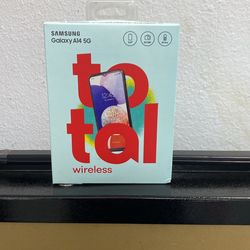 SAMSUNG
Galaxy A14 5G
to
tal
wireless